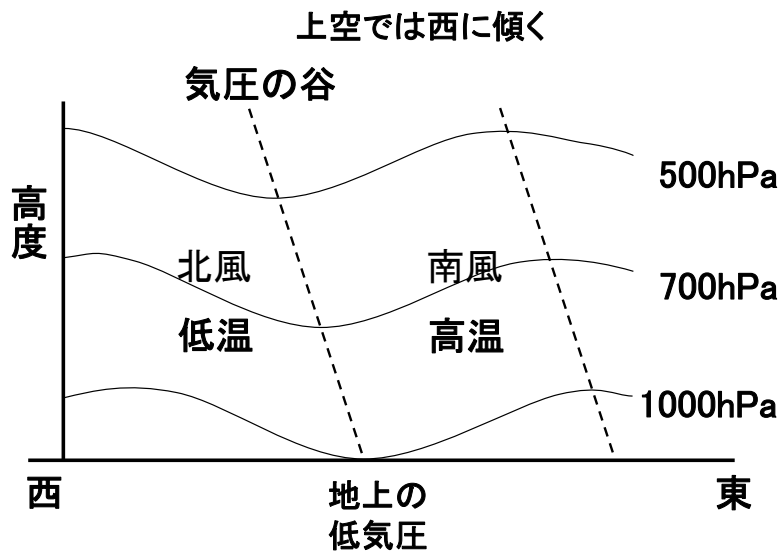 上空では西に傾く
気圧の谷
500hPa
高度
北風
南風
700hPa
低温
高温
1000hPa
西
地上の
低気圧
東